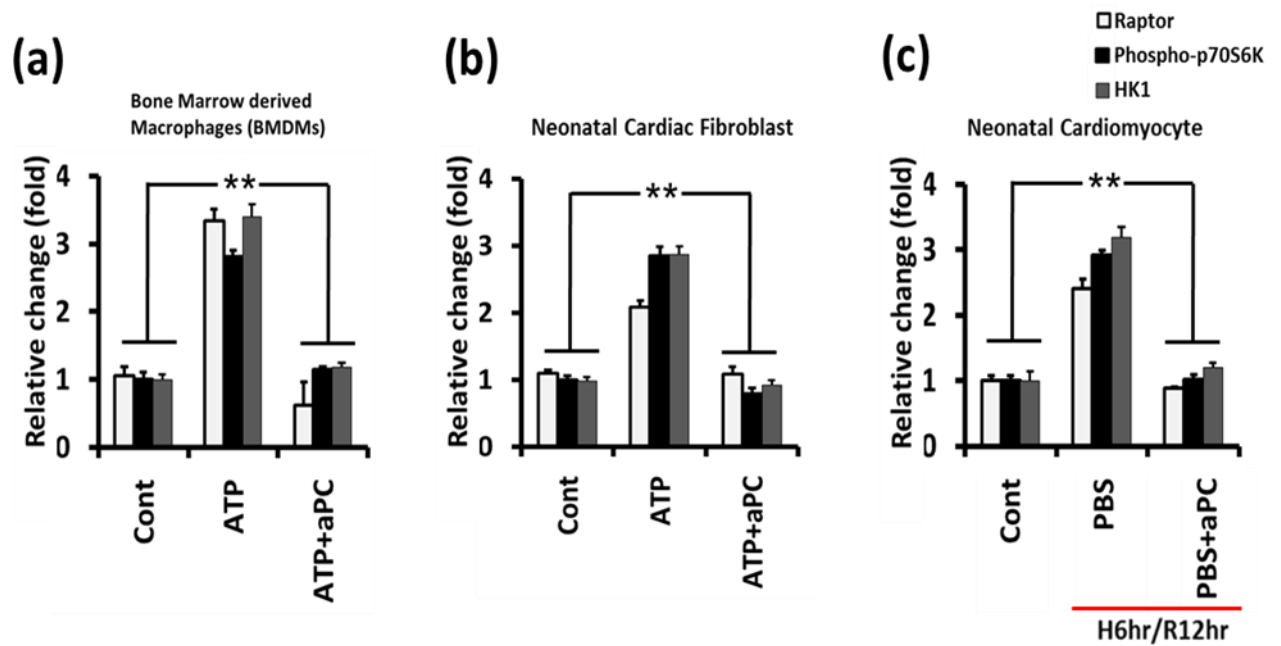 (a)
Bone Marrow derived
Macrophages (BMDMs)
Relative change (fold)
4
3
2
1
0
**
Cont
ATP
ATP+aPC
(b)
Neonatal Cardiac Fibroblast
Relative change (fold)
4
3
2
1
0
**
Cont
ATP
ATP+aPC
(c)
Raptor
Phospho-p70S6K
HK1
Neonatal Cardiomyocyte
Relative change (fold)
4
3
2
1
0
**
Cont
PBS
PBS+aPC
H6hr/R12hr